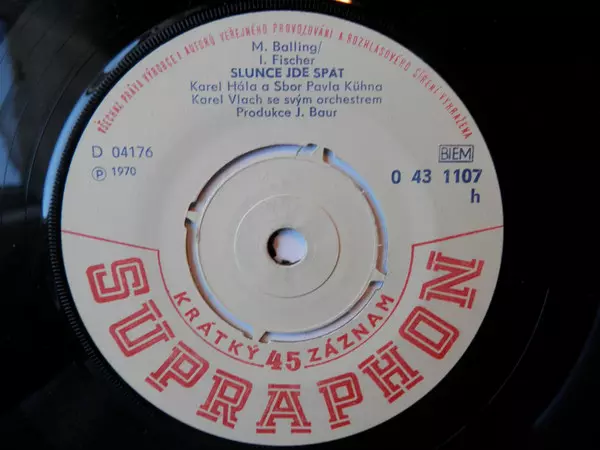 VŠECHNA PRÁVA VÝROBCE I AUTORŮ VEŘEJNÉHO PROVOZOVÁNÍ A ROZHLASOVÉHO ŠÍŘENÍ VYHRAŽENA
M. Balling/
I. Fischer
SLUNCE JDE SPÁT
Karel Hála a Sbor Pavla Kühna
Karel Vlach se svým orchestrem
Produkce J. Baur
D 04176
BIEM
℗ 1970
0 43 1107
h
KRÁTKÝ 45 ZÁZNAM
SUPRAPHON